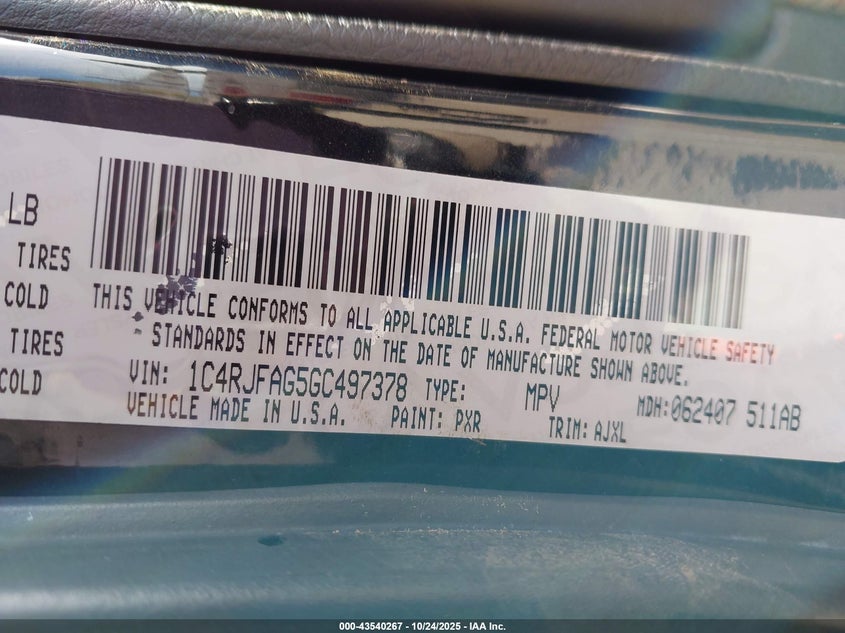 LB
TIRES
COLD
TIRES
COLD
THIS VEHICLE CONFORMS TO ALL APPLICABLE U.S.A. FEDERAL MOTOR VEHICLE SAFETY
STANDARDS IN EFFECT ON THE DATE OF MANUFACTURE SHOWN ABOVE.
VIN: 1C4RJFAG5GC497378 TYPE: MPV MDH:062407 511AB
VEHICLE MADE IN U.S.A. PAINT: PXR TRIM: AJXL
000-43540267 - 10/24/2025 - IAA Inc.